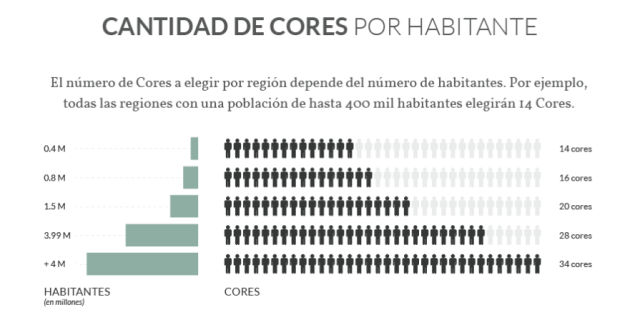 CANTIDAD DE CORES POR HABITANTE
El número de Cores a elegir por región depende del número de habitantes. Por ejemplo,
todas las regiones con una población de hasta 400 mil habitantes elegirán 14 Cores.
0.4 M 14 cores
0.8 M 16 cores
1.5 M 20 cores
3.99 M 28 cores
+ 4 M 34 cores
HABITANTES CORES
(en millones)